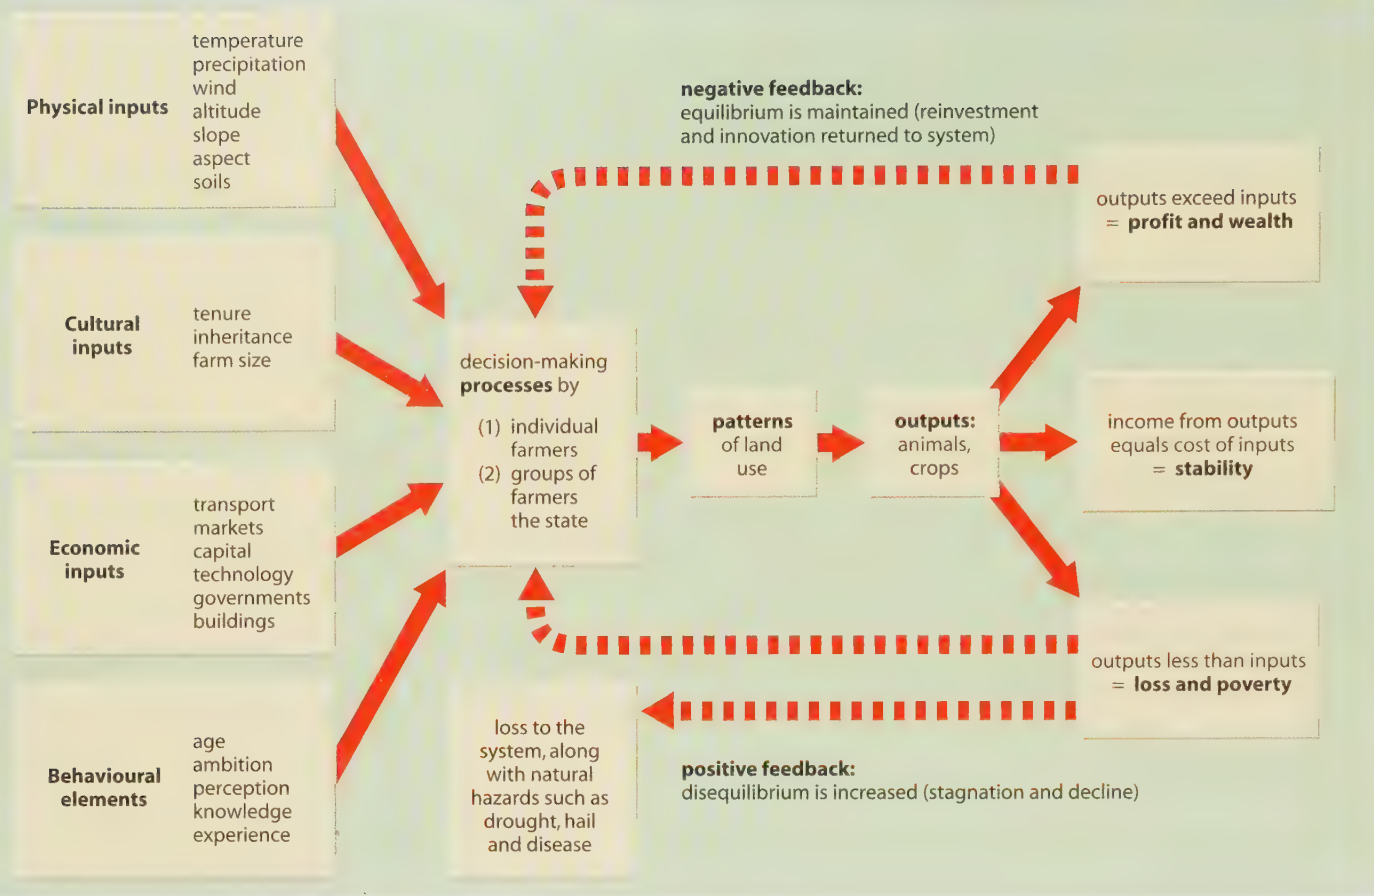 Physical inputs
temperature
precipitation
wind
altitude
slope
aspect
soils
Cultural
inputs
tenure
inheritance
farm size
Economic
inputs
transport
markets
capital
technology
governments
buildings
Behavioural
elements
age
ambition
perception
knowledge
experience
decision-making
processes by
(1) individual
farmers
(2) groups of
farmers
the state
patterns
of land
use
outputs:
animals,
crops
negative feedback:
equilibrium is maintained (reinvestment
and innovation returned to system)
outputs exceed inputs
= profit and wealth
income from outputs
equals cost of inputs
= stability
outputs less than inputs
= loss and poverty
loss to the
system, along
with natural
hazards such as
drought, hail
and disease
positive feedback:
disequilibrium is increased (stagnation and decline)